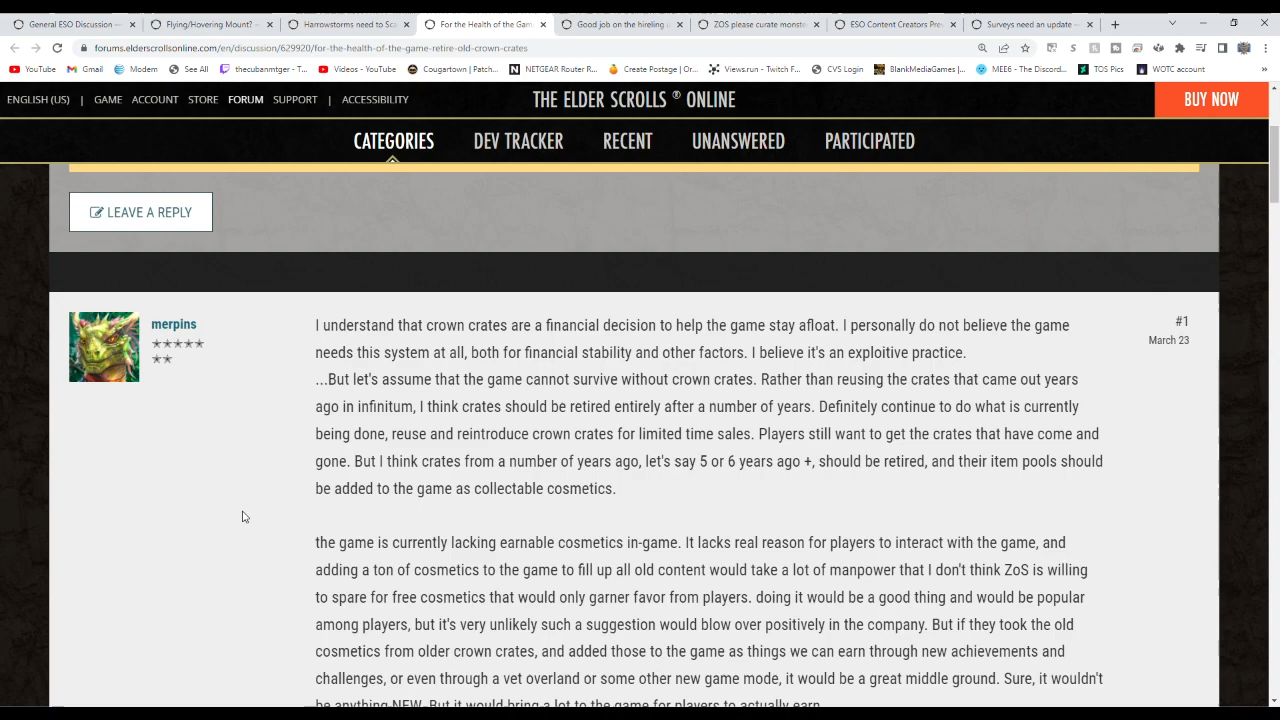 General ESO Discussion —
Flying/Hovering Mount? —
Harrowstorms need to Sc
For the Health of the Gam
Good job on the hireling u
ZOS please curate monste
ESO Content Creators Pre
Surveys need an update —
forums.elderscrollsonline.com/en/discussion/629920/for-the-health-of-the-game-retire-old-crown-crates
YouTube
Gmail
Modem
See All
thecubanmtger - T...
Videos - YouTube
Cougartown | Patch...
NETGEAR Router R...
Create Postage | Or...
Views.run - Twitch F...
CVS Login
BlankMediaGames |...
MEE6 - The Discord...
TOS Pics
WOTC account
»
ENGLISH (US) | GAME ACCOUNT STORE FORUM SUPPORT | ACCESSIBILITY
THE ELDER SCROLLS ® ONLINE
BUY NOW
CATEGORIES DEV TRACKER RECENT UNANSWERED PARTICIPATED
LEAVE A REPLY
merpins
#1
March 23
I understand that crown crates are a financial decision to help the game stay afloat. I personally do not believe the game
needs this system at all, both for financial stability and other factors. I believe it's an exploitive practice.
...But let's assume that the game cannot survive without crown crates. Rather than reusing the crates that came out years
ago in infinitum, I think crates should be retired entirely after a number of years. Definitely continue to do what is currently
being done, reuse and reintroduce crown crates for limited time sales. Players still want to get the crates that have come and
gone. But I think crates from a number of years ago, let's say 5 or 6 years ago +, should be retired, and their item pools should
be added to the game as collectable cosmetics.
the game is currently lacking earnable cosmetics in-game. It lacks real reason for players to interact with the game, and
adding a ton of cosmetics to the game to fill up all old content would take a lot of manpower that I don't think ZoS is willing
to spare for free cosmetics that would only garner favor from players. doing it would be a good thing and would be popular
among players, but it's very unlikely such a suggestion would blow over positively in the company. But if they took the old
cosmetics from older crown crates, and added those to the game as things we can earn through new achievements and
challenges, or even through a vet overland or some other new game mode, it would be a great middle ground. Sure, it wouldn't
be anything NEW. But it would bring a lot to the game for players to actually earn.